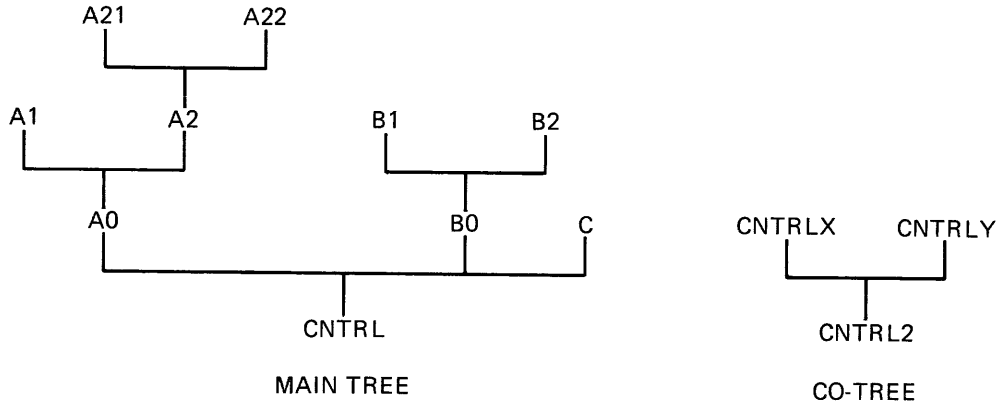 A21 A22
A1 A2 B1 B2
A0 B0 C CNTRLX CNTRLY
CNTRL CNTRL2
MAIN TREE CO-TREE